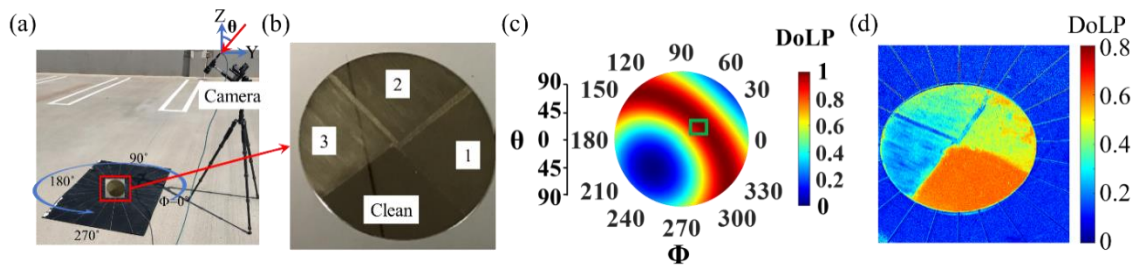 (a)
Z
θ
Y
Camera
90°
180°
Φ=0°
270°
(b)
2
3
1
Clean
(c)
DoLP
90
120
60
90
150
30
1
45
0.8
θ 0
180
0
0.6
45
0.4
210
330
0.2
90
240
300
0
270
Φ
(d)
DoLP
0.8
0.6
0.4
0.2
0